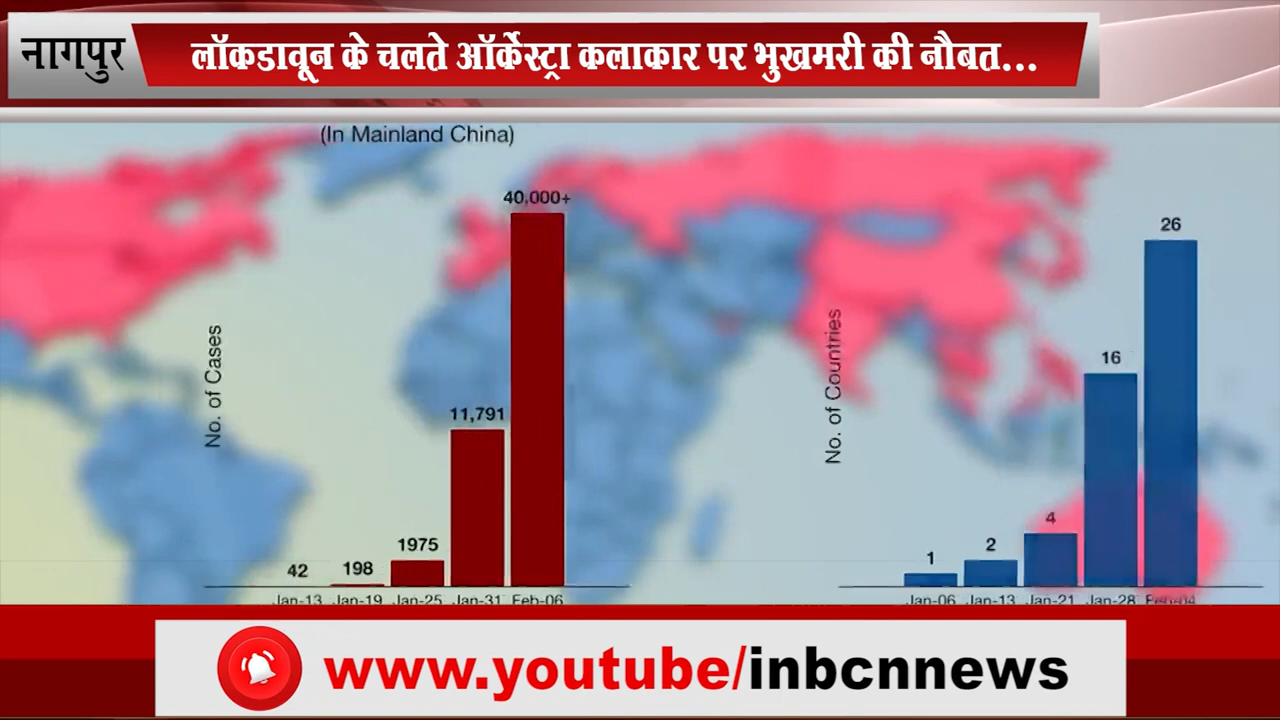 नागपुर
लॉकडावून के चलते ऑर्केस्ट्रा कलाकार पर भुखमरी की नौबत...
(In Mainland China)
No. of Cases
40,000+
11,791
1975
198
42
Jan-13 Jan-19 Jan-25 Jan-31 Feb-06
No. of Countries
26
16
4
2
1
Jan-06 Jan-13 Jan-21 Jan-28 Feb-04
www.youtube/inbcnnews